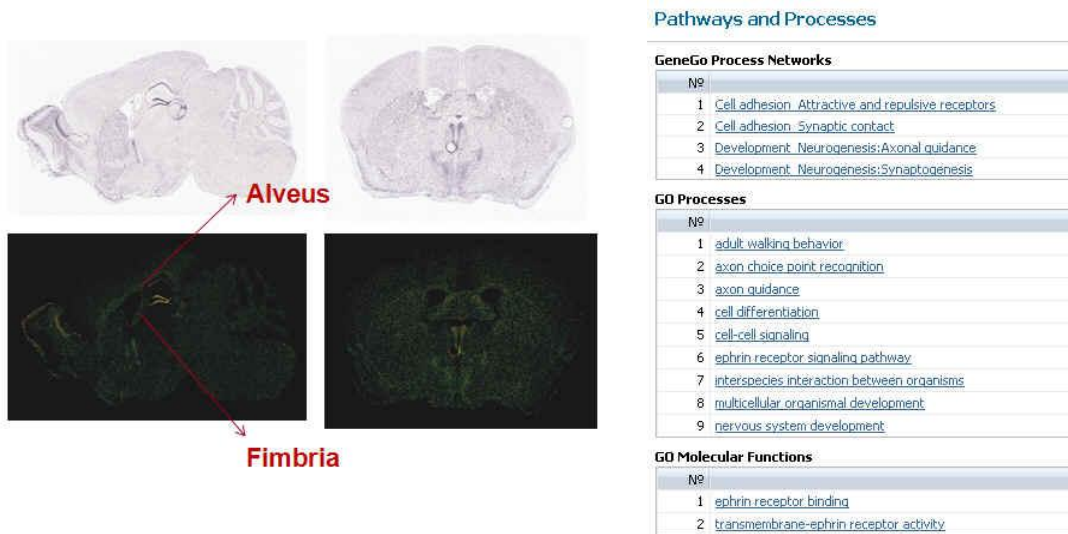 Alveus
Fimbria
Pathways and Processes
GeneGo Process Networks
Nº
1 Cell adhesion_Attractive and repulsive receptors
2 Cell adhesion_Synaptic contact
3 Development_Neurogenesis:Axonal guidance
4 Development_Neurogenesis:Synaptogenesis
GO Processes
Nº
1 adult walking behavior
2 axon choice point recognition
3 axon guidance
4 cell differentiation
5 cell-cell signaling
6 ephrin receptor signaling pathway
7 interspecies interaction between organisms
8 multicellular organismal development
9 nervous system development
GO Molecular Functions
Nº
1 ephrin receptor binding
2 transmembrane-ephrin receptor activity